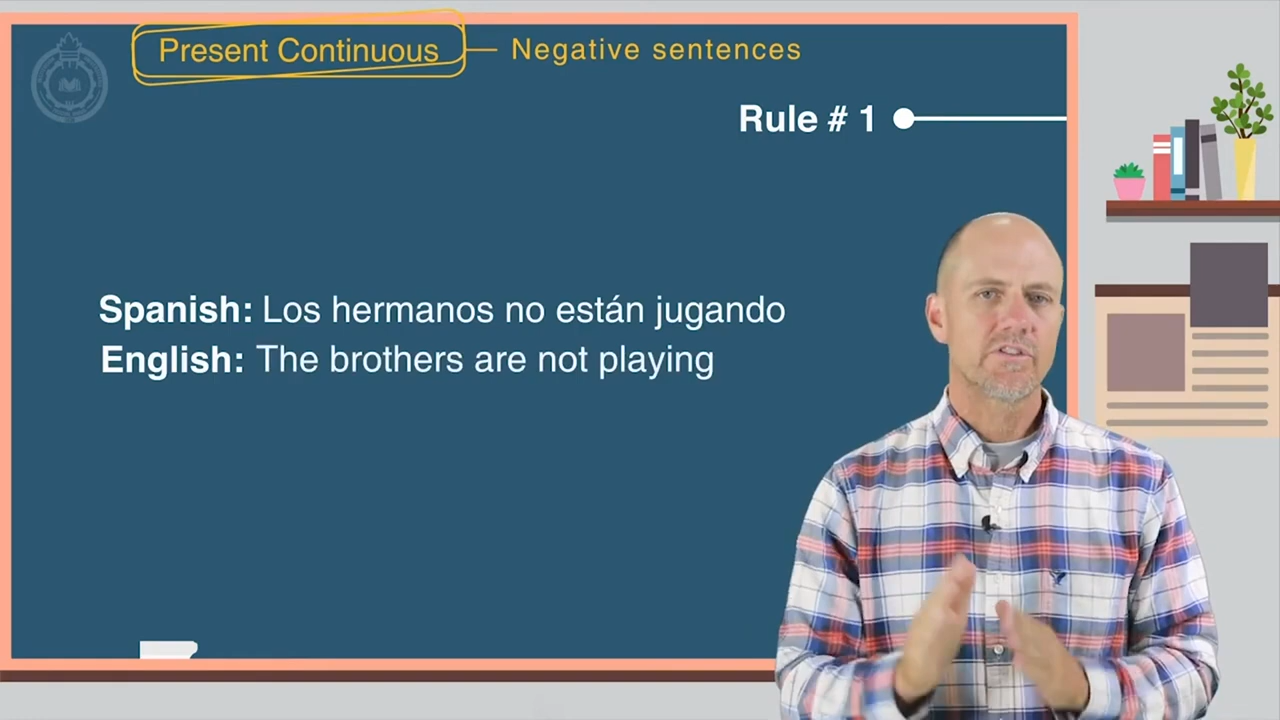 Present Continuous — Negative sentences
Rule # 1
Spanish: Los hermanos no están jugando
English: The brothers are not playing